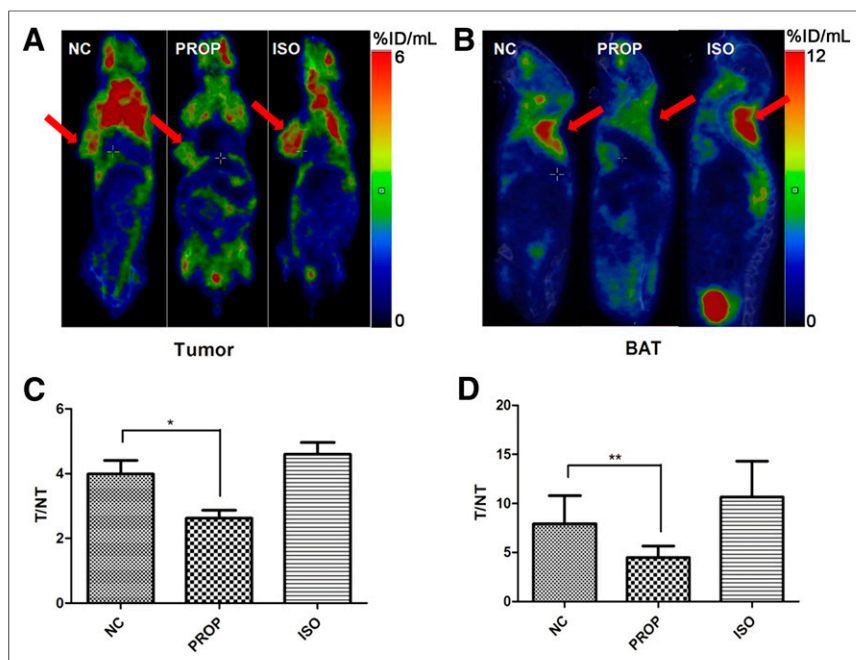 A
NC
PROP
ISO
%ID/mL
6
0
Tumor
B
NC
PROP
ISO
%ID/mL
12
0
BAT
C
T/NT
6
4
2
0
*
NC
PROP
ISO
D
T/NT
20
15
10
5
0
**
NC
PROP
ISO